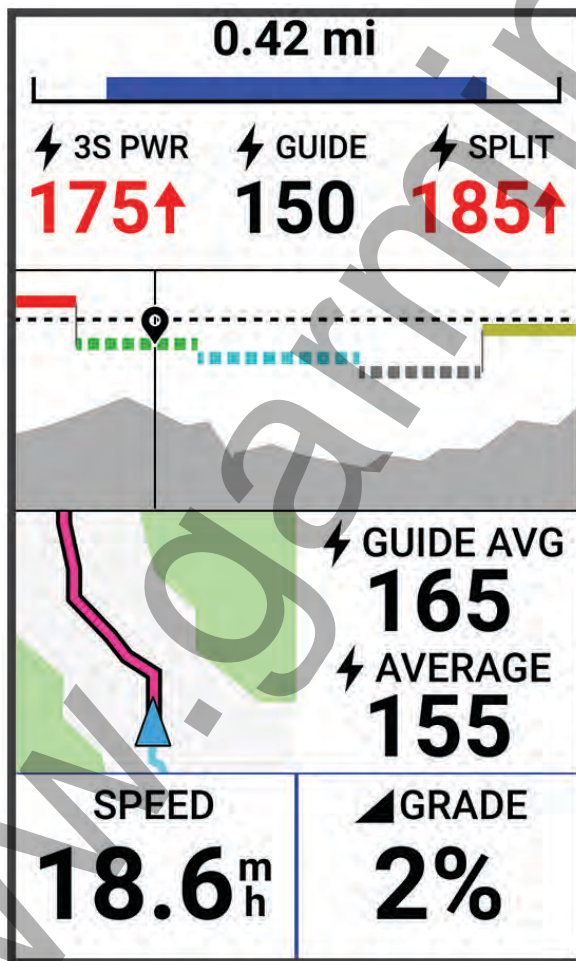 0.42 mi
3S PWR GUIDE SPLIT
175 150 185
GUIDE AVG
165
AVERAGE
155
SPEED GRADE
18.6 mh 2%
w.garmin